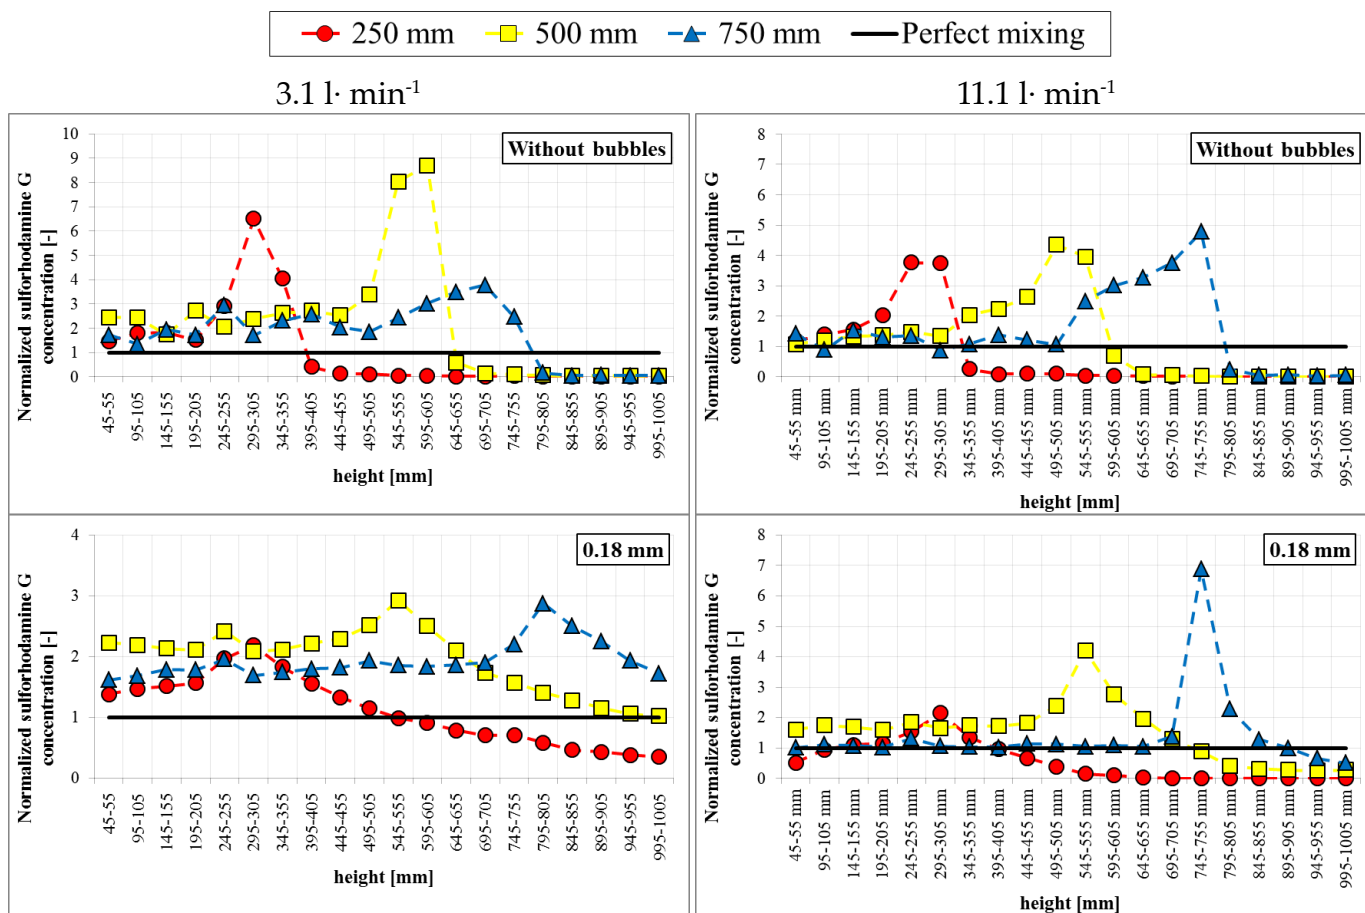 250 mm 500 mm 750 mm Perfect mixing
3.1 l· min-1
11.1 l· min-1
Without bubbles
Normalized sulforhodamine G
concentration [-]
10
9
8
7
6
5
4
3
2
1
0
45-55
95-105
145-155
195-205
245-255
295-305
345-355
395-405
445-455
495-505
545-555
595-605
645-655
695-705
745-755
795-805
845-855
895-905
945-955
995-1005
height [mm]
Without bubbles
Normalized sulforhodamine G
concentration [-]
8
7
6
5
4
3
2
1
0
45-55 mm
95-105 mm
145-155 mm
195-205 mm
245-255 mm
295-305 mm
345-355 mm
395-405 mm
445-455 mm
495-505 mm
545-555 mm
595-605 mm
645-655 mm
695-705 mm
745-755 mm
795-805 mm
845-855 mm
895-905 mm
945-955 mm
995-1005 mm
height [mm]
0.18 mm
Normalized sulforhodamine G
concentration [-]
4
3
2
1
0
45-55
95-105
145-155
195-205
245-255
295-305
345-355
395-405
445-455
495-505
545-555
595-605
645-655
695-705
745-755
795-805
845-855
895-905
945-955
995-1005
height [mm]
0.18 mm
Normalized sulforhodamine G
concentration [-]
8
7
6
5
4
3
2
1
0
45-55 mm
95-105 mm
145-155 mm
195-205 mm
245-255 mm
295-305 mm
345-355 mm
395-405 mm
445-455 mm
495-505 mm
545-555 mm
595-605 mm
645-655 mm
695-705 mm
745-755 mm
795-805 mm
845-855 mm
895-905 mm
945-955 mm
995-1005 mm
height [mm]